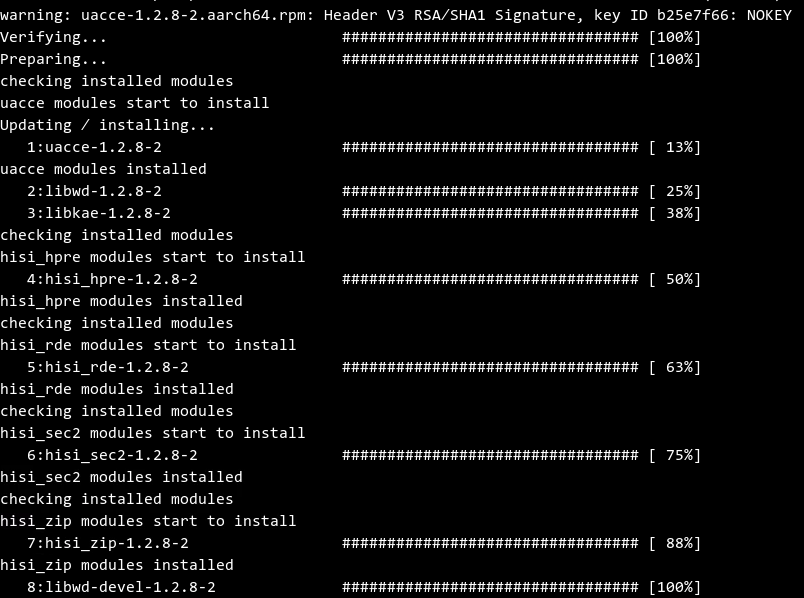 warning: uacce-1.2.8-2.aarch64.rpm: Header V3 RSA/SHA1 Signature, key ID b25e7f66: NOKEY
Verifying...                          ################################# [100%]
Preparing...                          ################################# [100%]
checking installed modules
uacce modules start to install
Updating / installing...
   1:uacce-1.2.8-2                    ################################# [ 13%]
uacce modules installed
   2:libwd-1.2.8-2                    ################################# [ 25%]
   3:libkae-1.2.8-2                   ################################# [ 38%]
checking installed modules
hisi_hpre modules start to install
   4:hisi_hpre-1.2.8-2                ################################# [ 50%]
hisi_hpre modules installed
checking installed modules
hisi_rde modules start to install
   5:hisi_rde-1.2.8-2                 ################################# [ 63%]
hisi_rde modules installed
checking installed modules
hisi_sec2 modules start to install
   6:hisi_sec2-1.2.8-2                ################################# [ 75%]
hisi_sec2 modules installed
checking installed modules
hisi_zip modules start to install
   7:hisi_zip-1.2.8-2                 ################################# [ 88%]
hisi_zip modules installed
   8:libwd-devel-1.2.8-2              ################################# [100%]